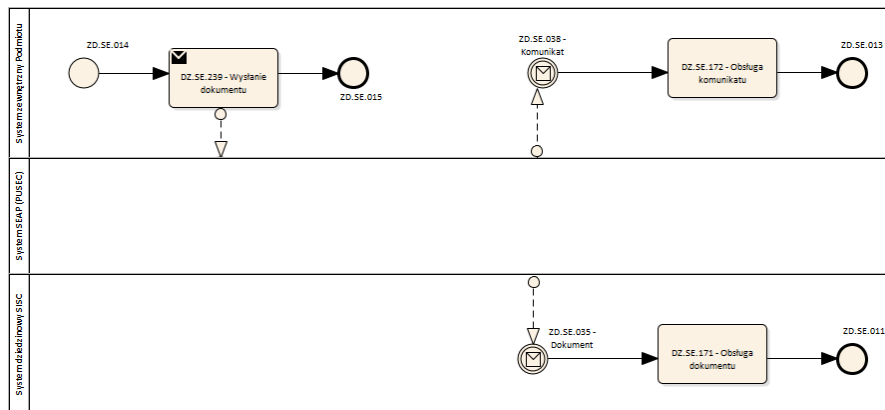 System zewnętrzny Podmiotu
ZD.SE.014
DZ.SE.239 - Wysłanie
dokumentu
ZD.SE.015
ZD.SE.038 -
Komunikat
DZ.SE.172 - Obsługa
komunikatu
ZD.SE.013
System SEAP (PUSEC)
System dziedzinowy SISC
ZD.SE.035 -
Dokument
DZ.SE.171 - Obsługa
dokumentu
ZD.SE.011